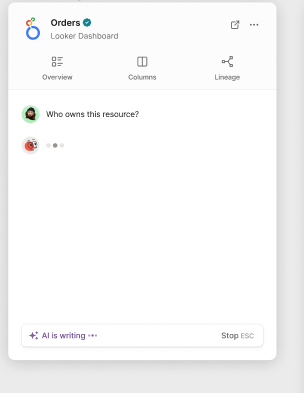 Orders
Looker Dashboard
Overview
Columns
Lineage
Who owns this resource?
AI is writing
Stop ESC